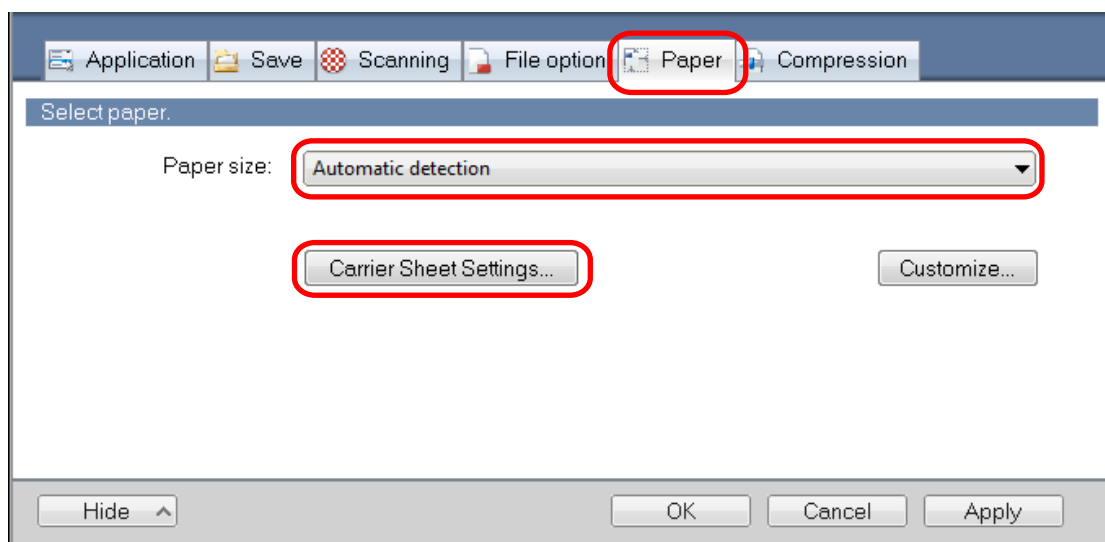 Application Save Scanning File option Paper Compression
Select paper.
Paper size: Automatic detection
Carrier Sheet Settings... Customize...
Hide OK Cancel Apply